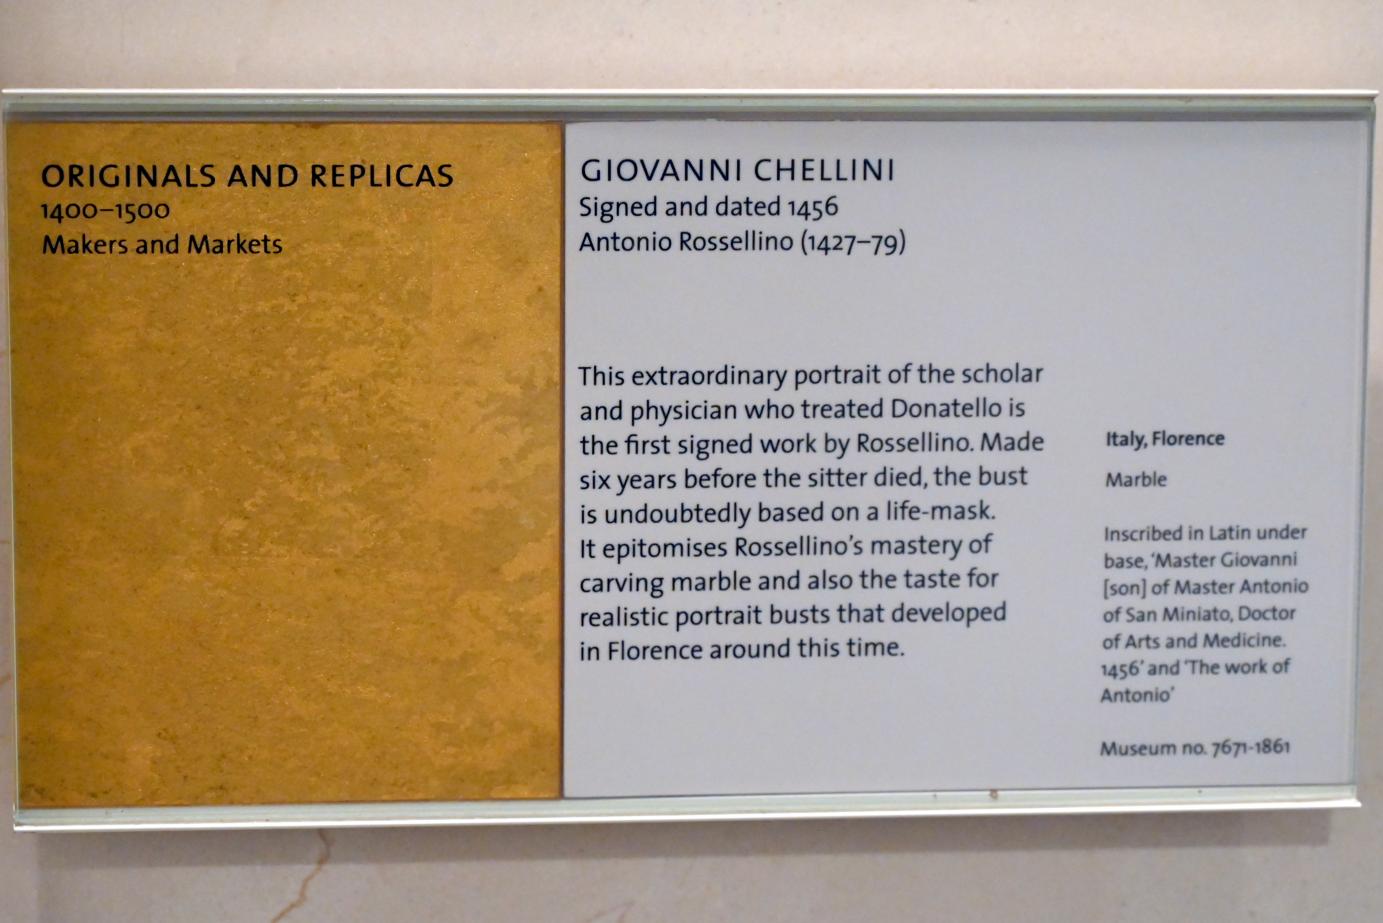 ORIGINALS AND REPLICAS
1400–1500
Makers and Markets
GIOVANNI CHELLINI
Signed and dated 1456
Antonio Rossellino (1427–79)
This extraordinary portrait of the scholar
and physician who treated Donatello is
the first signed work by Rossellino. Made
six years before the sitter died, the bust
is undoubtedly based on a life-mask.
It epitomises Rossellino's mastery of
carving marble and also the taste for
realistic portrait busts that developed
in Florence around this time.
Italy, Florence
Marble
Inscribed in Latin under
base, 'Master Giovanni
[son] of Master Antonio
of San Miniato, Doctor
of Arts and Medicine.
1456' and 'The work of
Antonio'
Museum no. 7671-1861